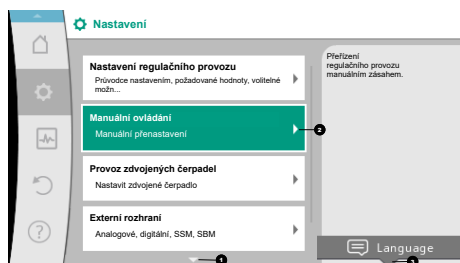 Nastavení
Nastavení regulačního provozu
Průvodce nastavením, požadované hodnoty, volitelné
možn...
Manuální ovládání
Manuální přenastavení
Provoz zdvojených čerpadel
Nastavit zdvojené čerpadlo
Externí rozhraní
Analogové, digitální, SSM, SBM
Přeřízení
regulačního provozu
manuálním zásahem.
Language
2
1
3